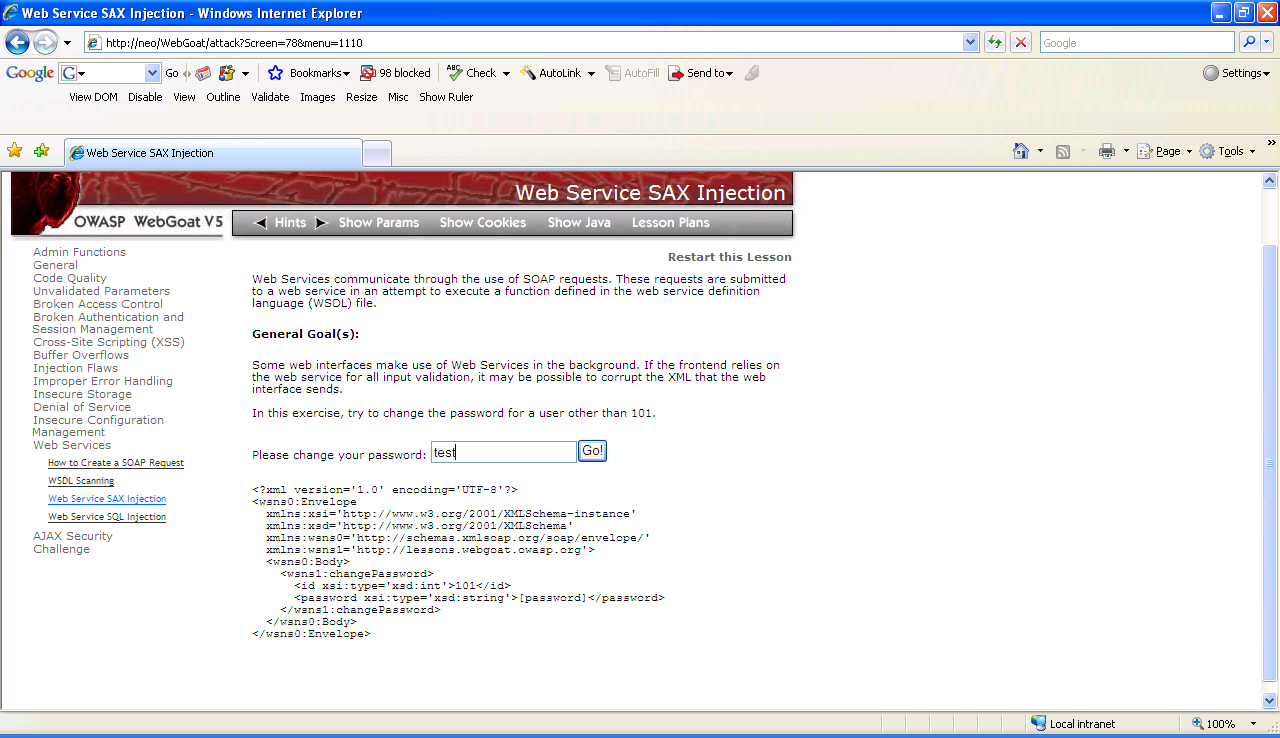 Web Service SAX Injection - Windows Internet Explorer
http://neo/WebGoat/attack?Screen=78&menu=1110
Google
Google G Go Bookmarks 98 blocked ABC Check AutoLink AutoFill Send to Settings
View DOM Disable View Outline Validate Images Resize Misc Show Ruler
Web Service SAX Injection
Page Tools »
Web Service SAX Injection
OWASP WebGoat V5
Hints Show Params Show Cookies Show Java Lesson Plans
Admin Functions
General
Code Quality
Unvalidated Parameters
Broken Access Control
Broken Authentication and
Session Management
Cross-Site Scripting (XSS)
Buffer Overflows
Injection Flaws
Improper Error Handling
Insecure Storage
Denial of Service
Insecure Configuration
Management
Web Services
How to Create a SOAP Request
WSDL Scanning
Web Service SAX Injection
Web Service SQL Injection
AJAX Security
Challenge
Restart this Lesson
Web Services communicate through the use of SOAP requests. These requests are submitted
to a web service in an attempt to execute a function defined in the web service definition
language (WSDL) file.
General Goal(s):
Some web interfaces make use of Web Services in the background. If the frontend relies on
the web service for all input validation, it may be possible to corrupt the XML that the web
interface sends.
In this exercise, try to change the password for a user other than 101.
Please change your password: test Go!
<?xml version='1.0' encoding='UTF-8'?>
<wsns0:Envelope
  xmlns:xsi='http://www.w3.org/2001/XMLSchema-instance'
  xmlns:xsd='http://www.w3.org/2001/XMLSchema'
  xmlns:wsns0='http://schemas.xmlsoap.org/soap/envelope/'
  xmlns:wsns1='http://lessons.webgoat.owasp.org'>
  <wsns0:Body>
    <wsns1:changePassword>
      <id xsi:type='xsd:int'>101</id>
      <password xsi:type='xsd:string'>[password]</password>
    </wsns1:changePassword>
  </wsns0:Body>
</wsns0:Envelope>
Local intranet 100%